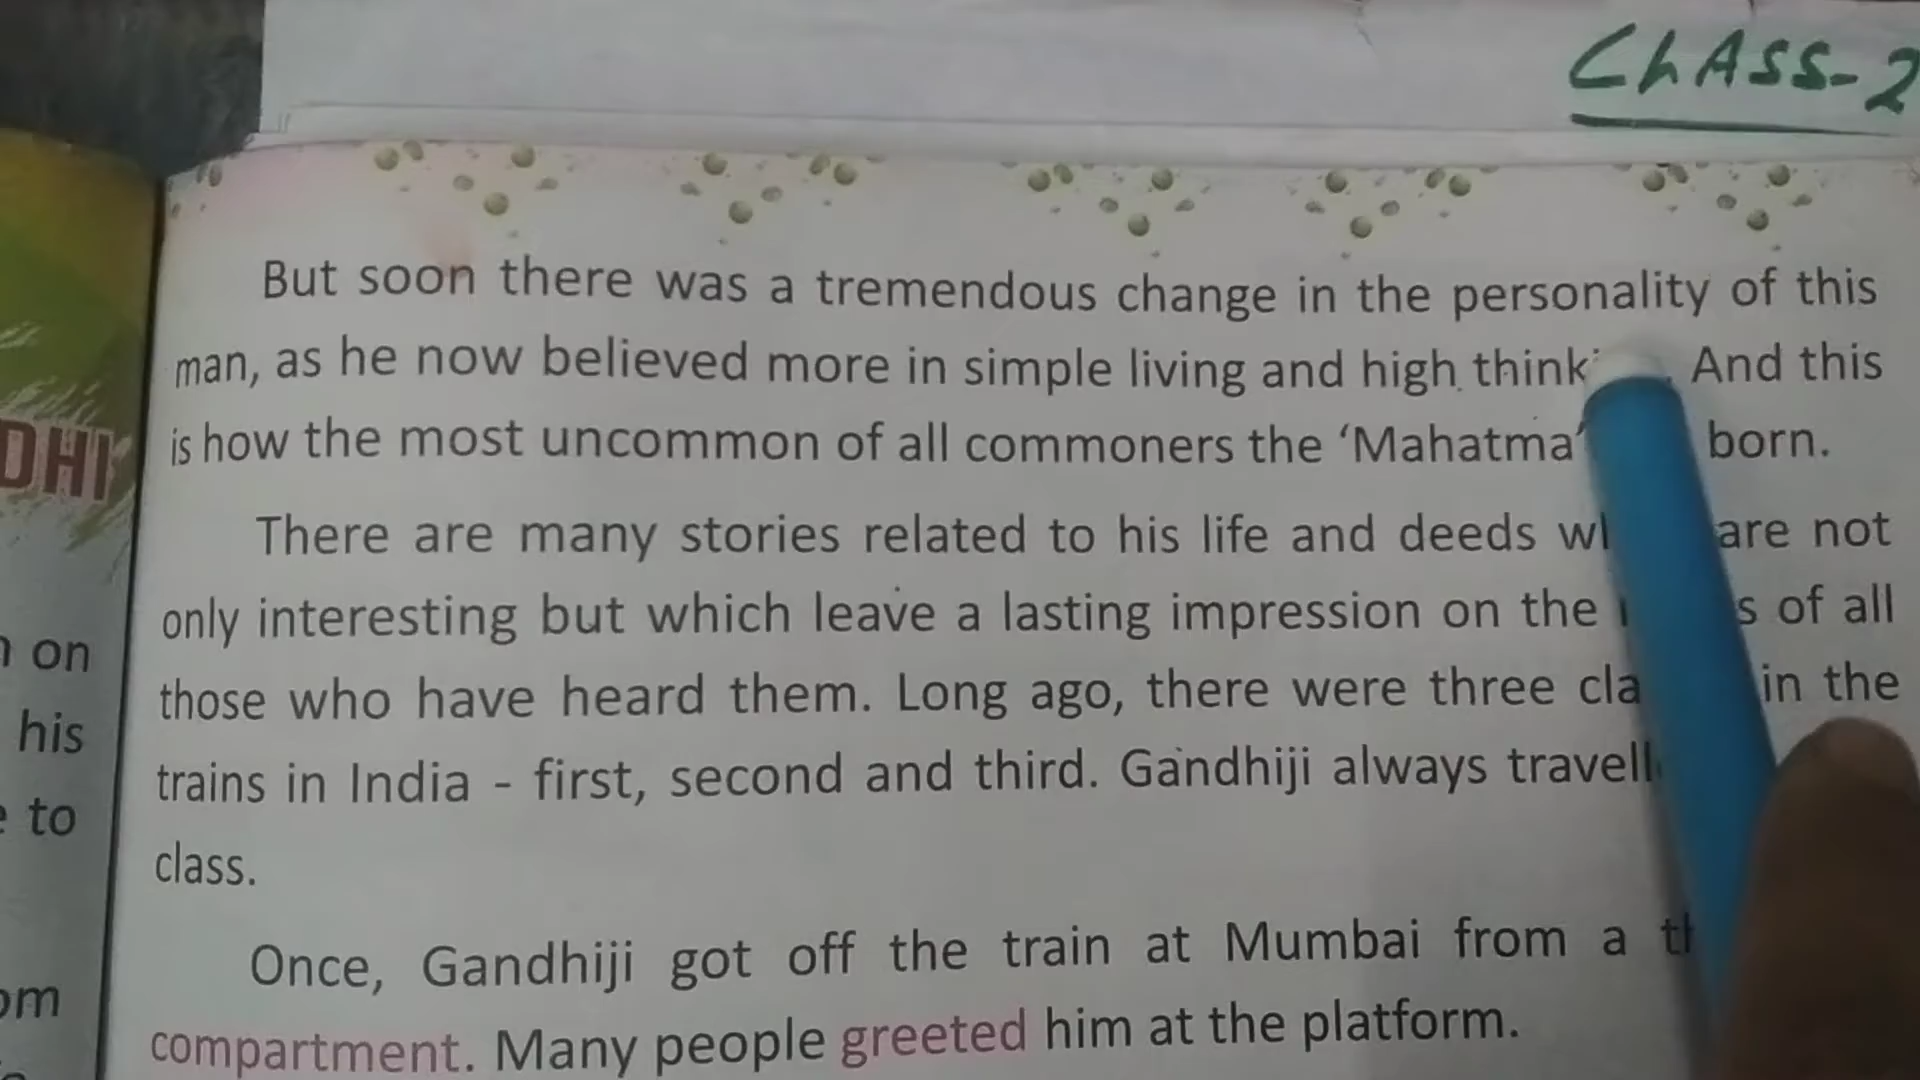 CLASS-2
DHI
on
his
to
But soon there was a tremendous change in the personality of this
man, as he now believed more in simple living and high And this
is how the most uncommon of all commoners the ‘Mahatma’ born.
There are many stories related to his life and deeds are not
only interesting but which leave a lasting impression on the of all
those who have heard them. Long ago, there were three in the
trains in India - first, second and third. Gandhiji always
class.
Once, Gandhiji got off the train at Mumbai from a
compartment. Many people greeted him at the platform.